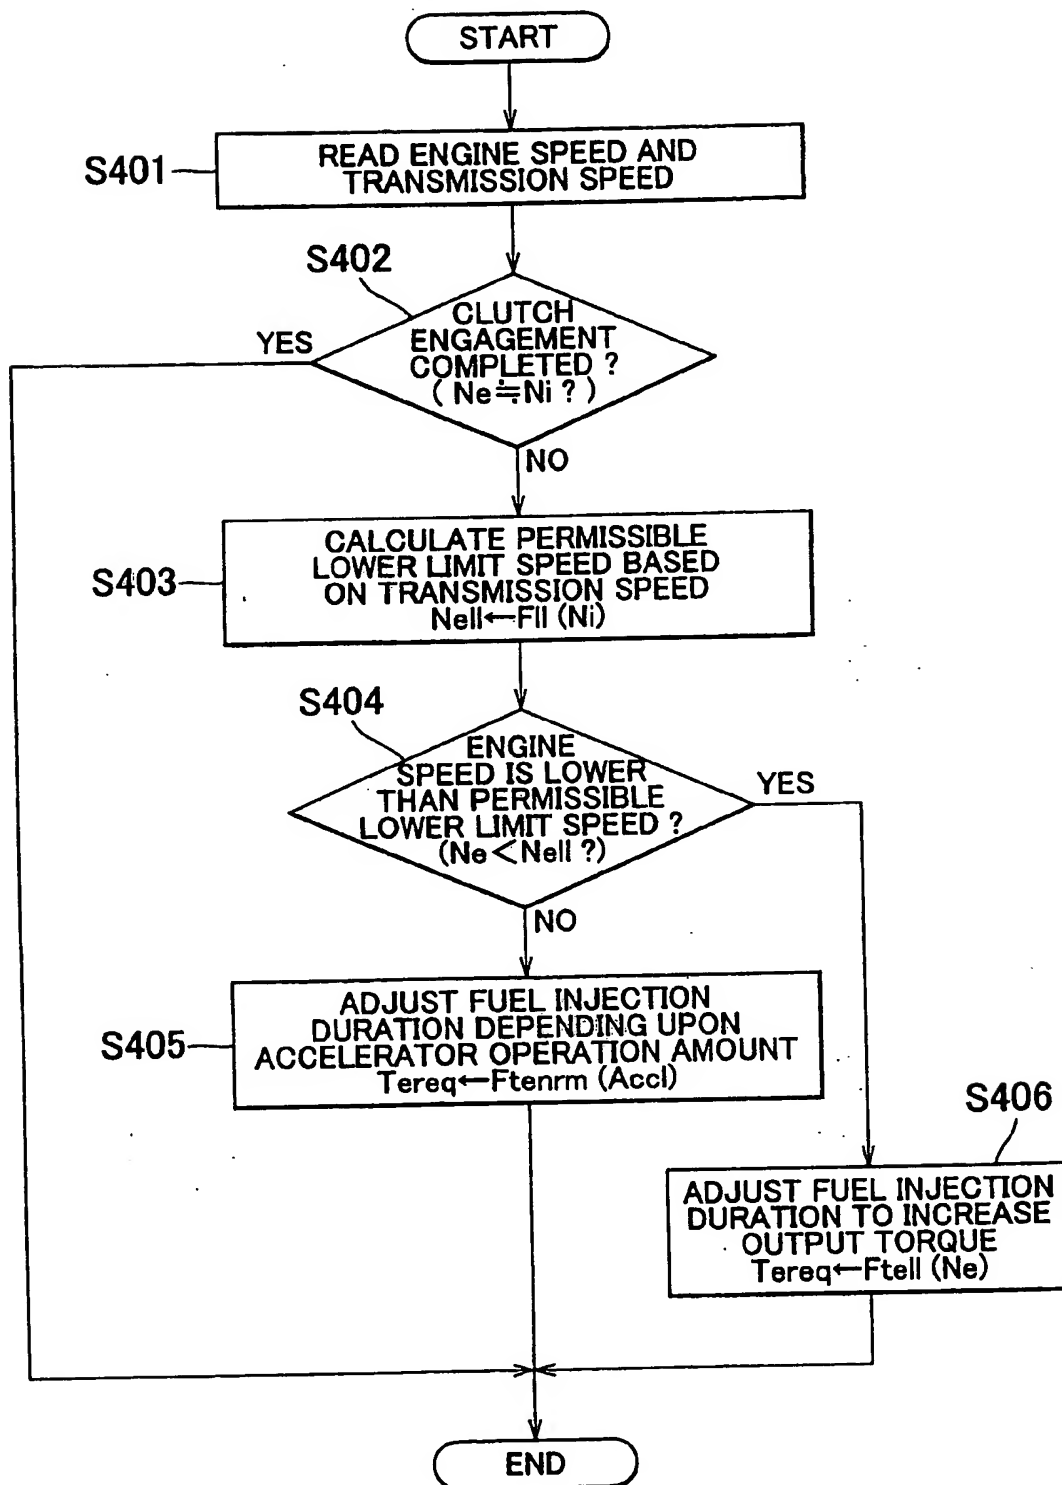 START
S401
READ ENGINE SPEED AND
TRANSMISSION SPEED
S402
CLUTCH
ENGAGEMENT
COMPLETED ?
( Ne≒Ni ? )
YES
NO
S403
CALCULATE PERMISSIBLE
LOWER LIMIT SPEED BASED
ON TRANSMISSION SPEED
Nell←Fll (Ni)
S404
ENGINE
SPEED IS LOWER
THAN PERMISSIBLE
LOWER LIMIT SPEED ?
(Ne<Nell ?)
YES
NO
S405
ADJUST FUEL INJECTION
DURATION DEPENDING UPON
ACCELERATOR OPERATION AMOUNT
Tereq←Ftenrm (Accl)
S406
ADJUST FUEL INJECTION
DURATION TO INCREASE
OUTPUT TORQUE
Tereq←Ftell (Ne)
END